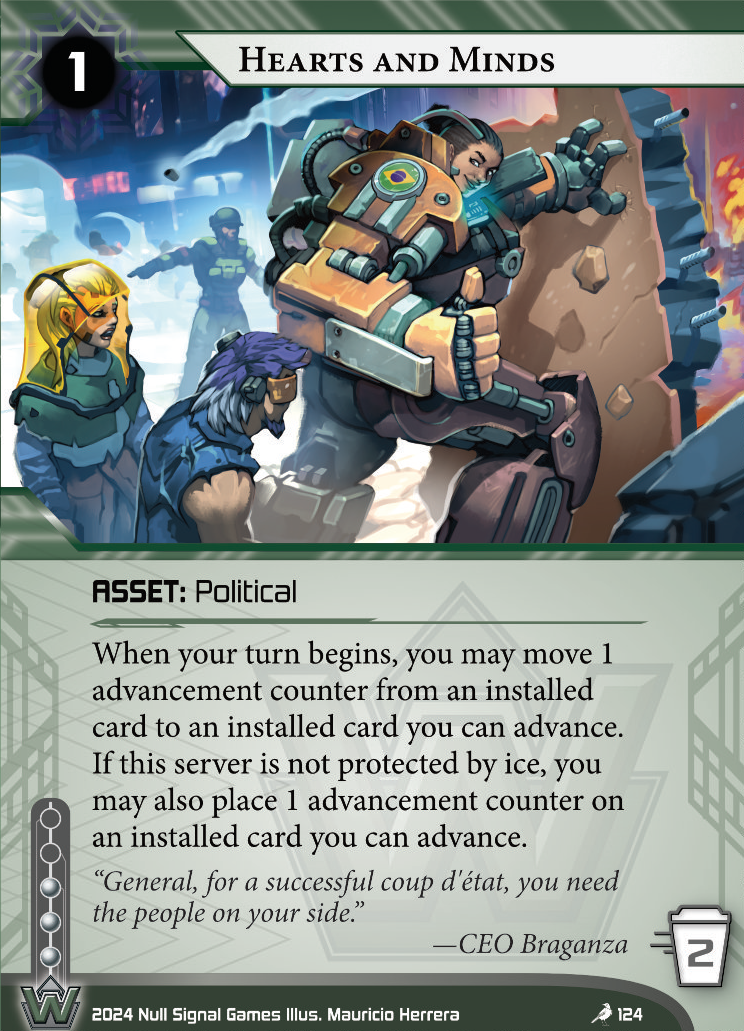 1
HEARTS AND MINDS
ASSET: Political
When your turn begins, you may move 1
advancement counter from an installed
card to an installed card you can advance.
If this server is not protected by ice, you
may also place 1 advancement counter on
an installed card you can advance.
“General, for a successful coup d'état, you need
the people on your side.”
—CEO Braganza
2
W
2024 Null Signal Games Illus. Mauricio Herrera
124